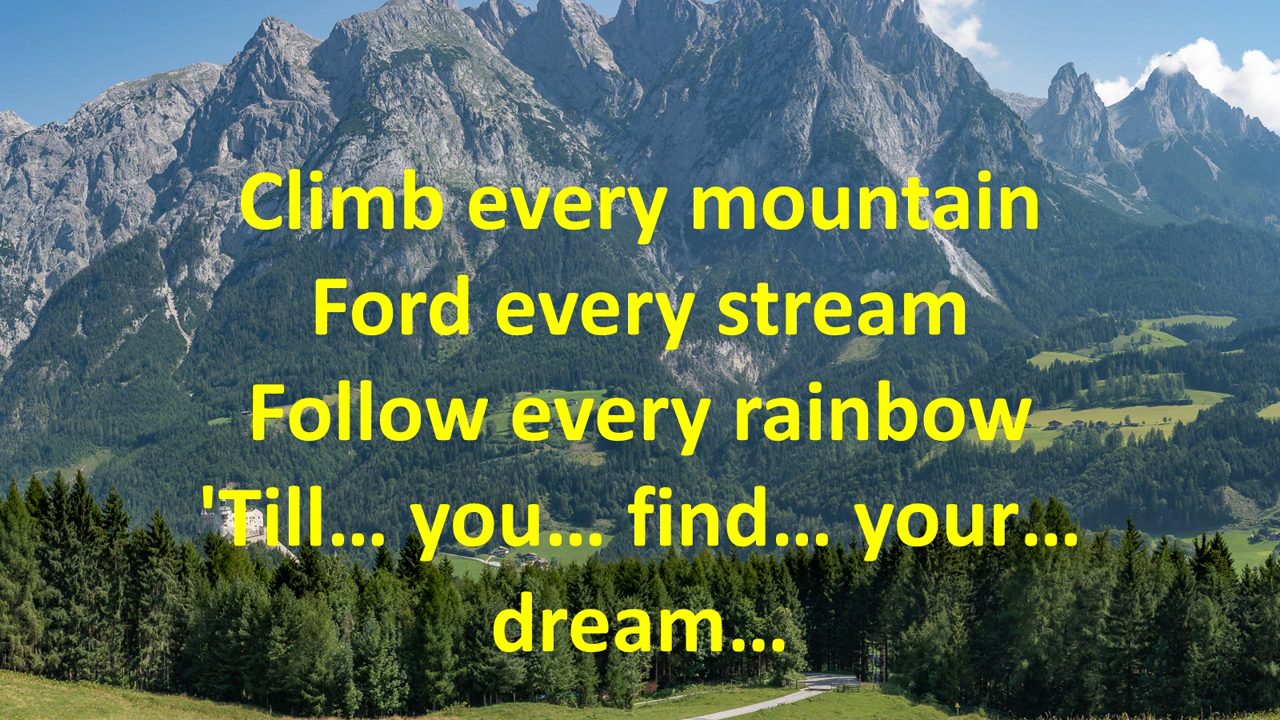 Climb every mountain
Ford every stream
Follow every rainbow
'Till… you… find… your…
dream…